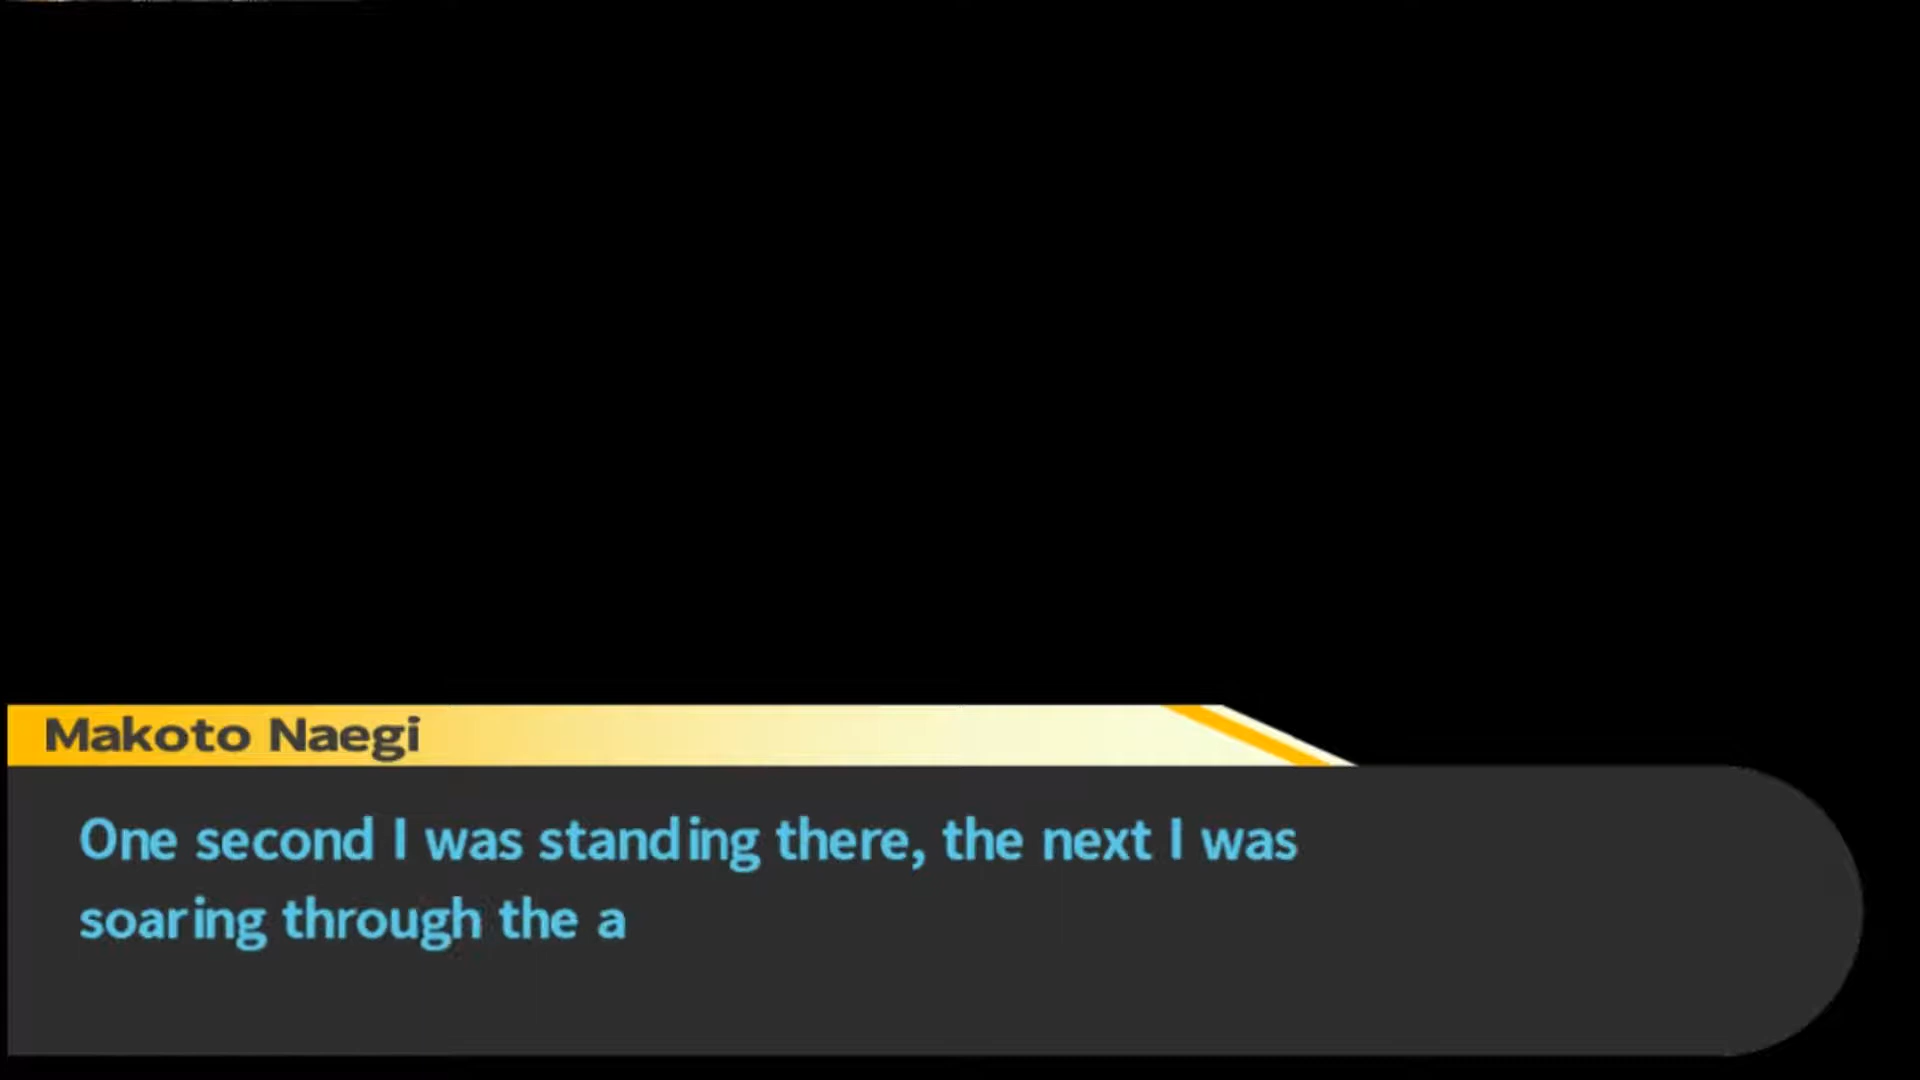 Makoto Naegi
One second I was standing there, the next I was
soaring through the a